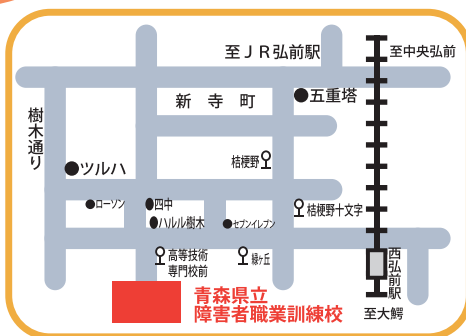 至JR弘前駅
至中央弘前
新寺町
五重塔
樹木通り
桔梗野
ツルハ
ローソン
四中
ハルル樹木
セブンイレブン
桔梗野十文字
高等技術
専門校前
緑ヶ丘
西弘前駅
青森県立
障害者職業訓練校
至大鰐